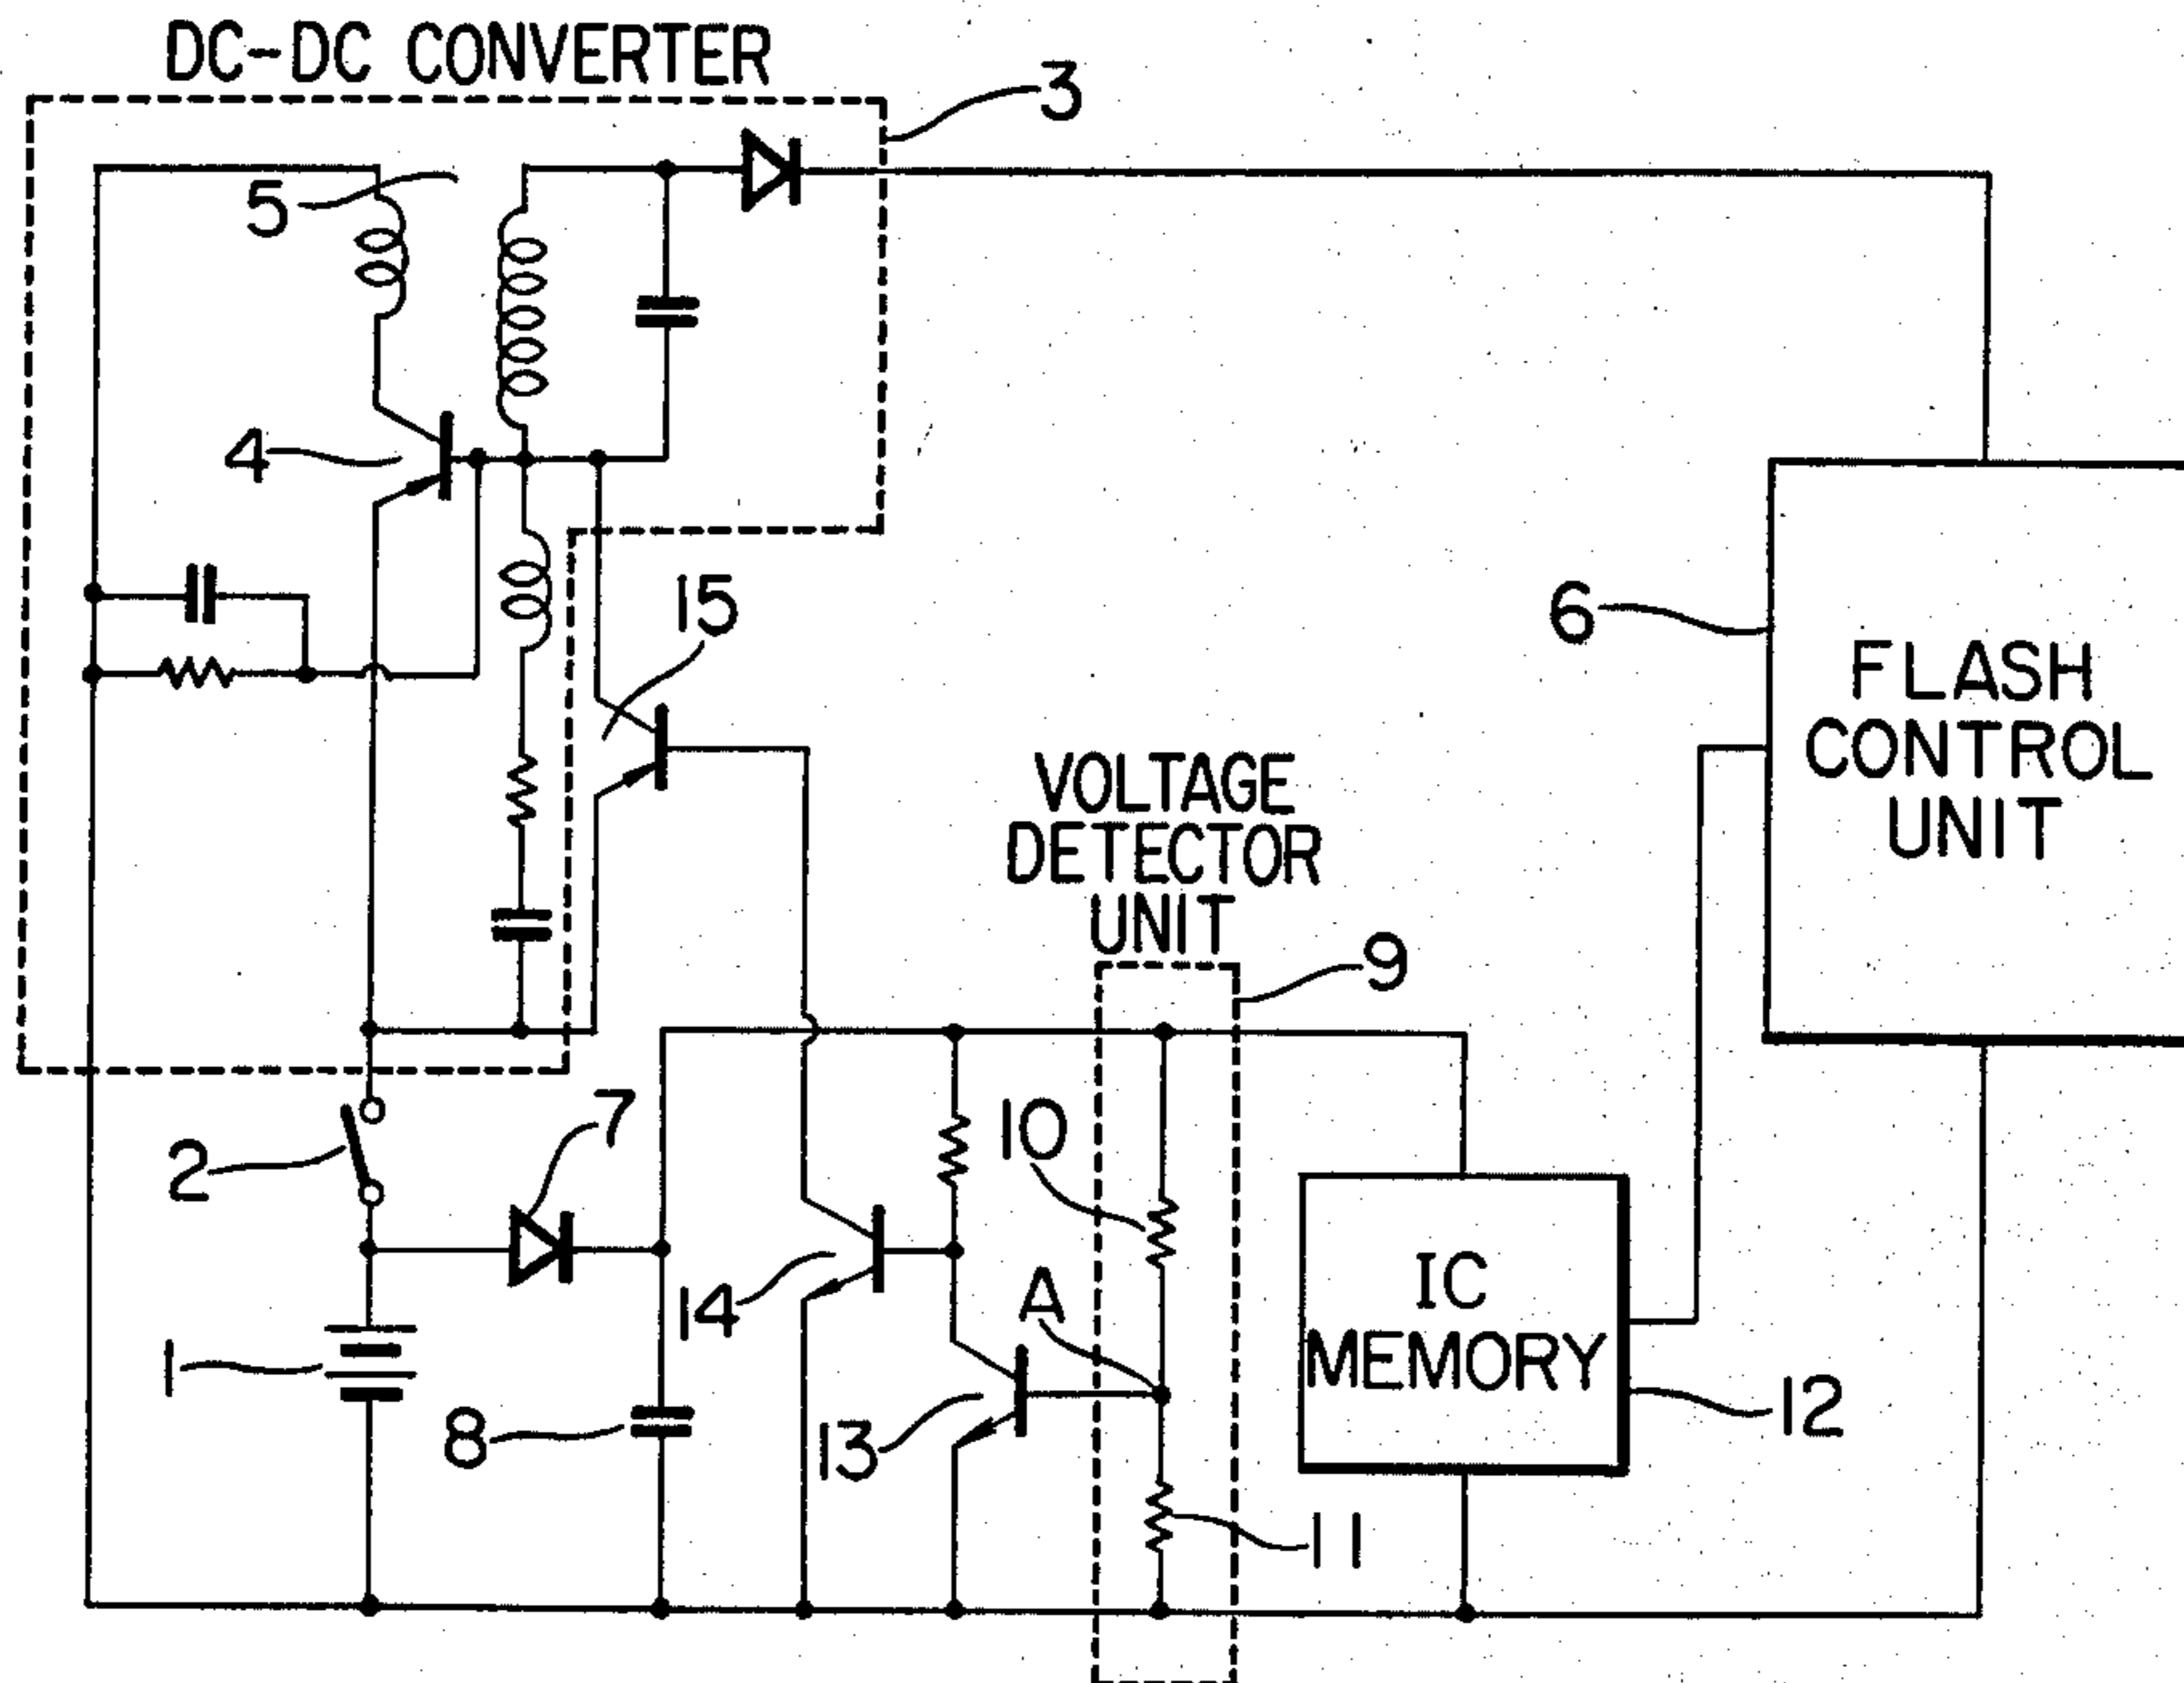 DC-DC CONVERTER
3
5
4
15
6
FLASH
CONTROL
UNIT
VOLTAGE
DETECTOR
UNIT
9
2
7
10
14
A
IC
MEMORY
1
8
13
12
11